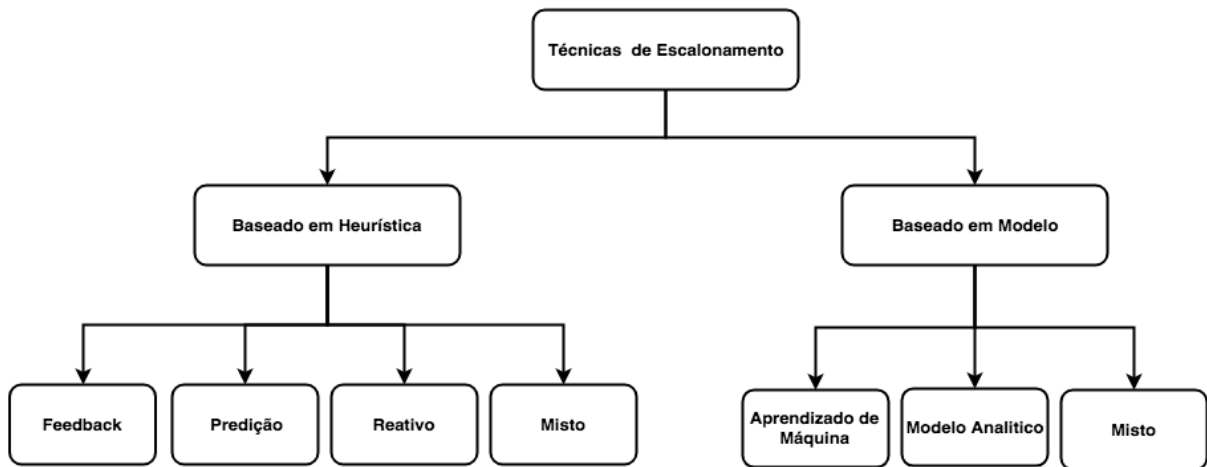 Técnicas de Escalonamento
Baseado em Heurística
Baseado em Modelo
Feedback
Predição
Reativo
Misto
Aprendizado de
Máquina
Modelo Analitico
Misto